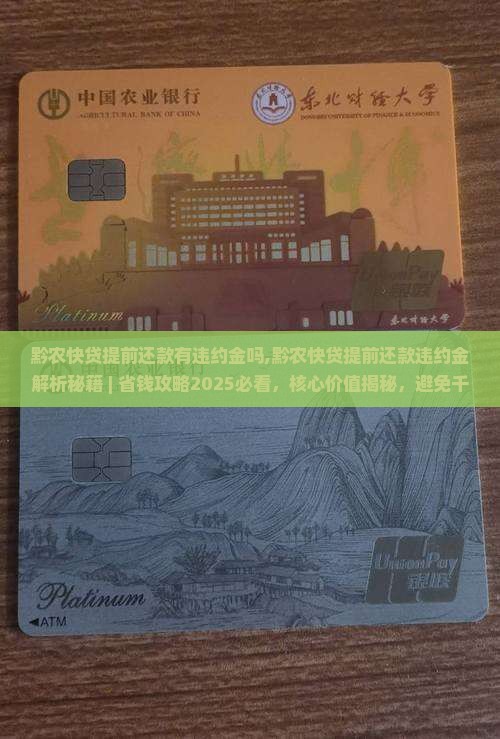 中国农业银行
AGRICULTURAL BANK OF CHINA
东北财经大学
DONGBEI UNIVERSITY OF FINANCE & ECONOMICS
UnionPay
银联
Platinum
东北财经大学
黔农快贷提前还款有违约金吗,黔农快贷提前还款违约金
解析秘籍 | 省钱攻略2025必看，核心价值揭秘，避免千
UnionPay
银联
Platinum
◀ATM